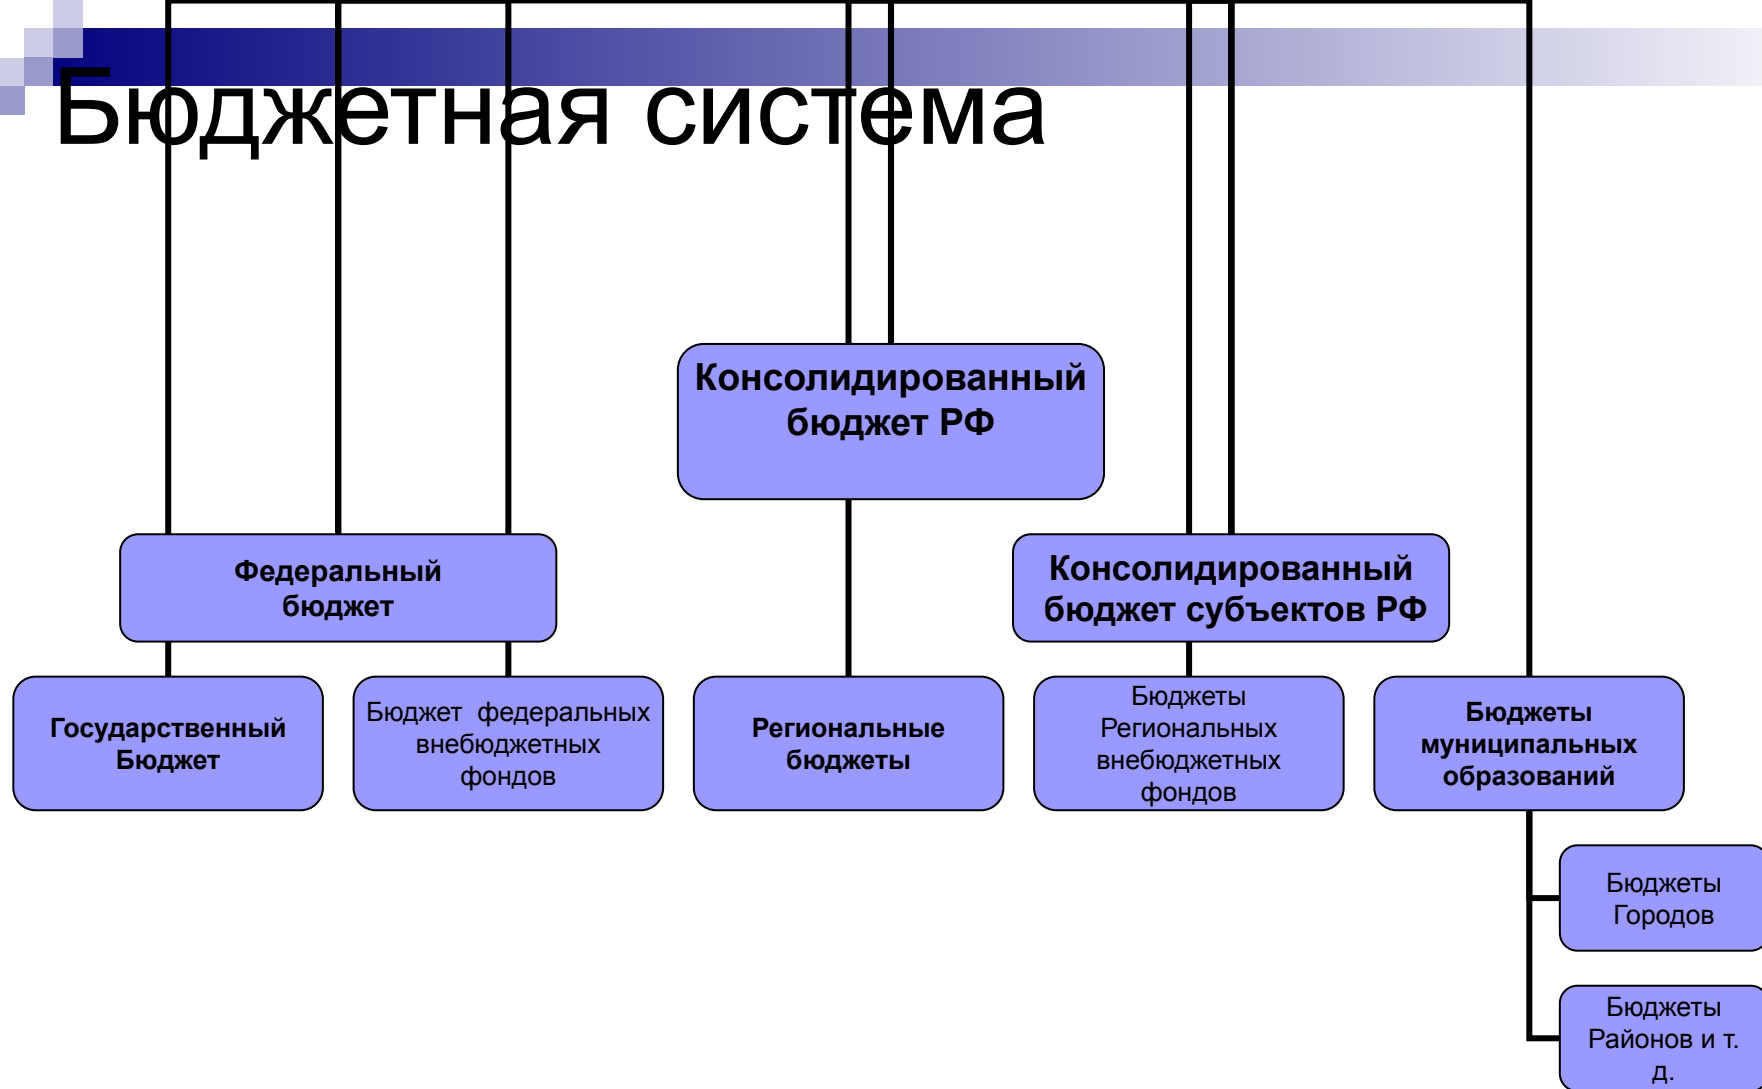 Бюджетная система
Консолидированный
бюджет РФ
Федеральный
бюджет
Консолидированный
бюджет субъектов РФ
Государственный
Бюджет
Бюджет федеральных
внебюджетных
фондов
Региональные
бюджеты
Бюджеты
Региональных
внебюджетных
фондов
Бюджеты
муниципальных
образований
Бюджеты
Городов
Бюджеты
Районов и т.
д.